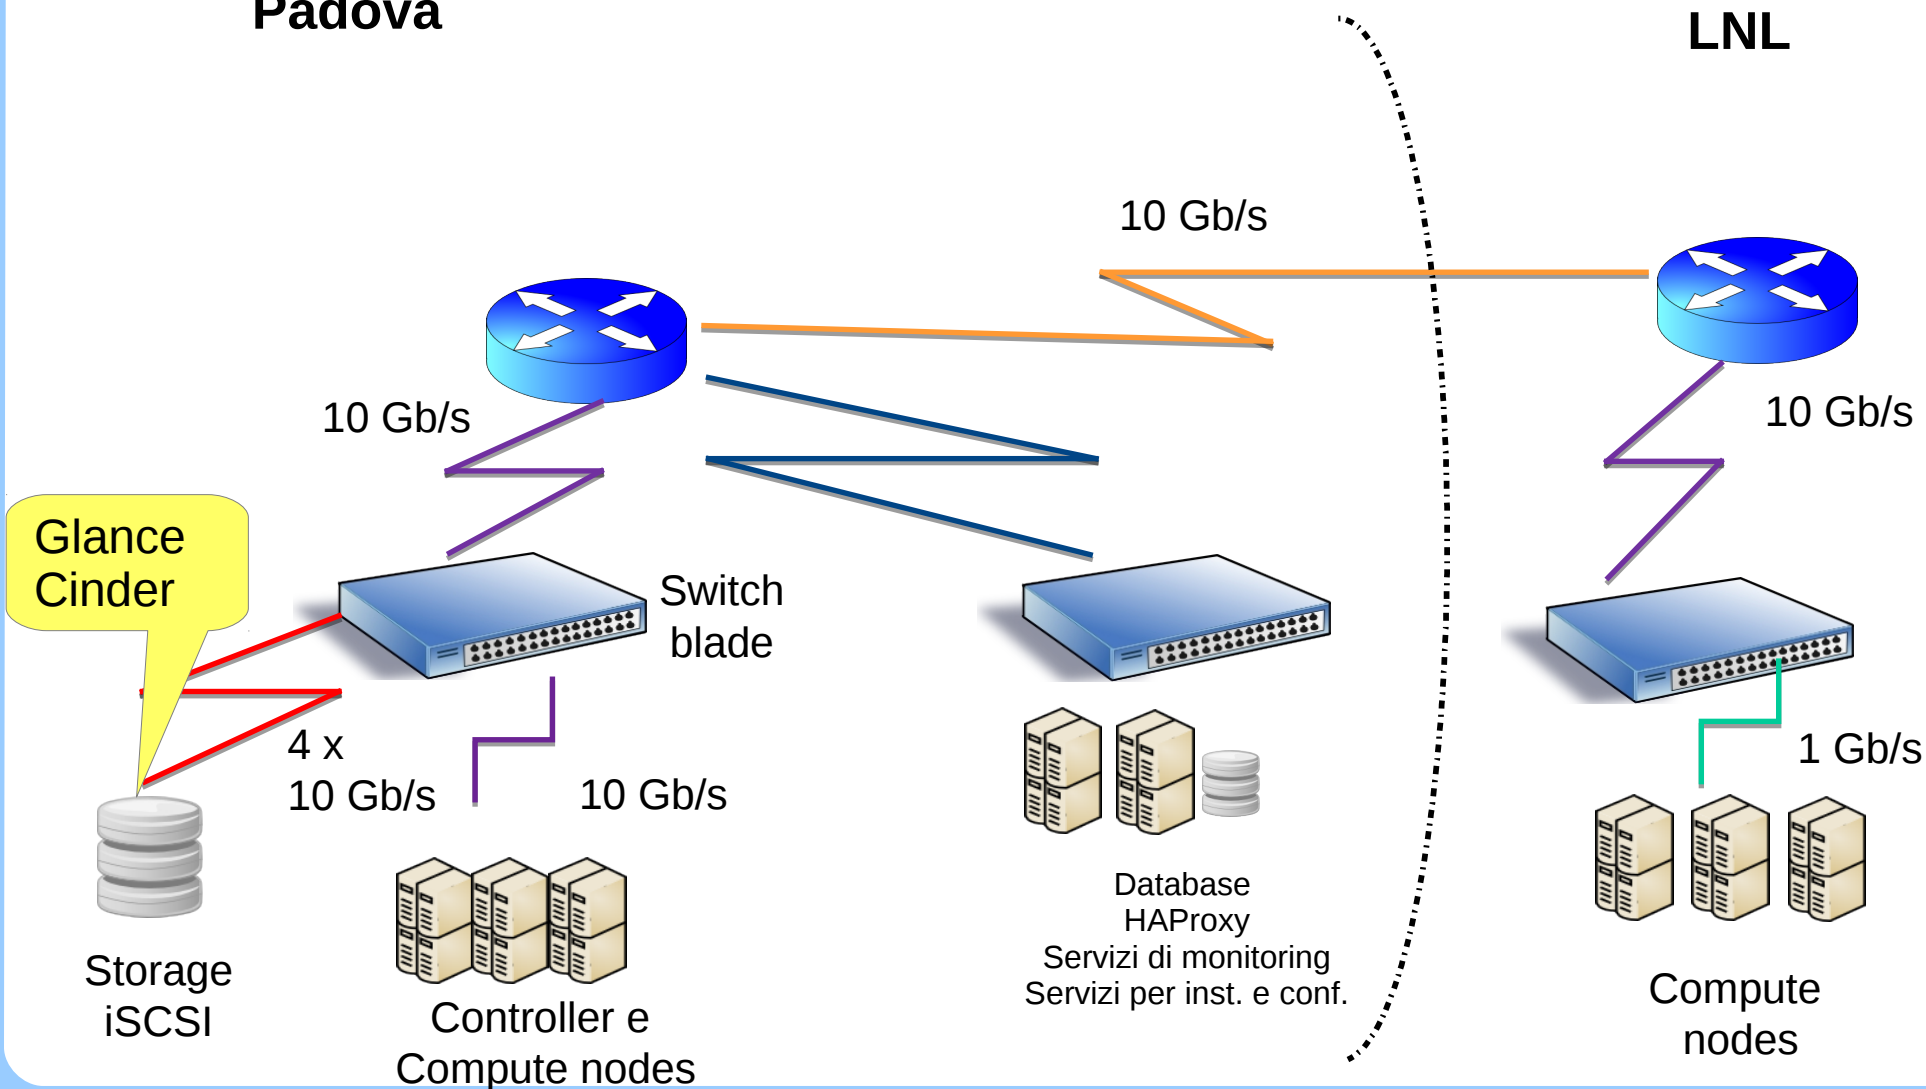 Padova
LNL
10 Gb/s
10 Gb/s
10 Gb/s
Glance
Cinder
Switch
blade
4 x
10 Gb/s
10 Gb/s
1 Gb/s
Database
HAProxy
Servizi di monitoring
Servizi per inst. e conf.
Storage
iSCSI
Controller e
Compute nodes
Compute
nodes